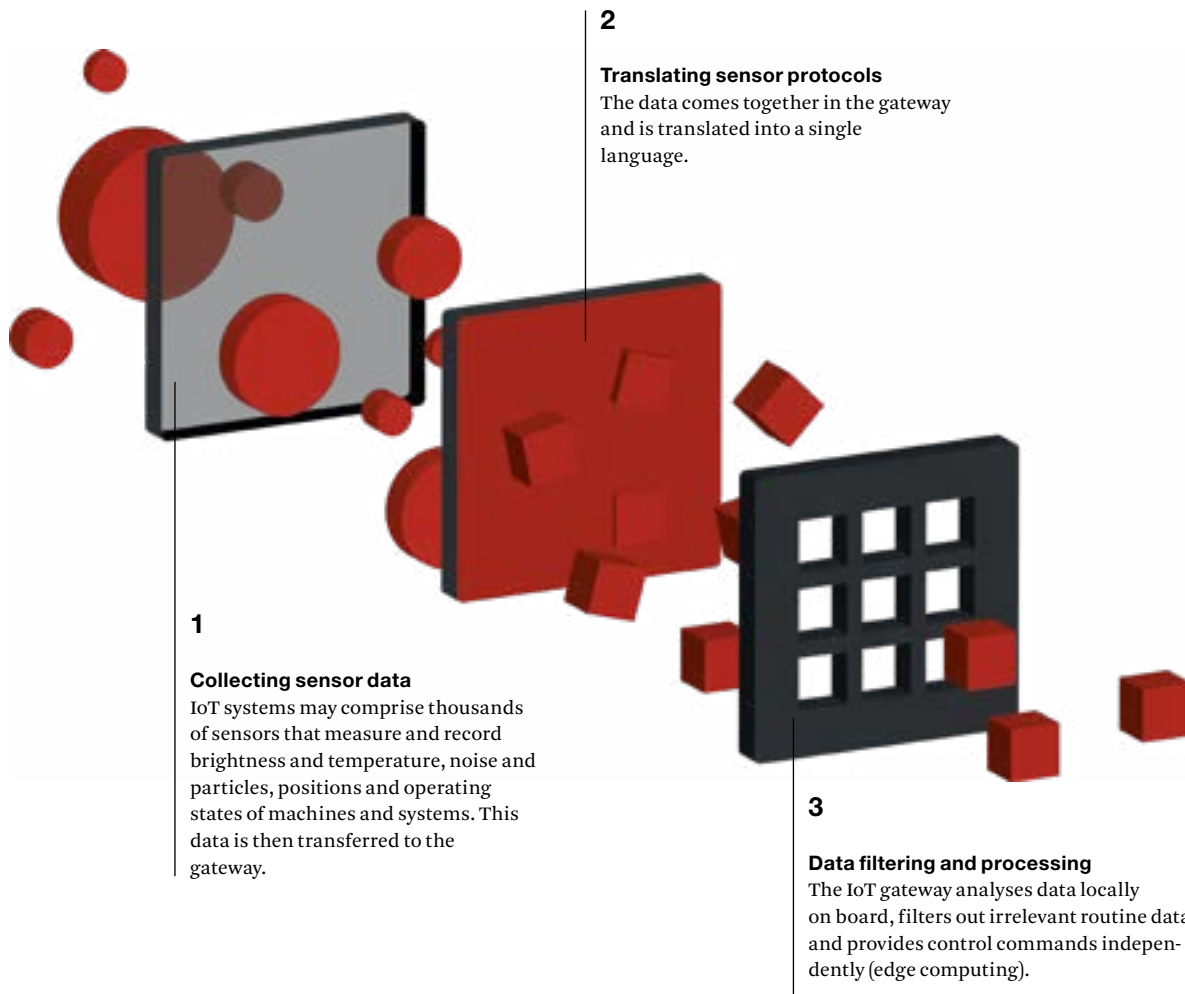 2
Translating sensor protocols
The data comes together in the gateway
and is translated into a single
language.
1
Collecting sensor data
IoT systems may comprise thousands
of sensors that measure and record
brightness and temperature, noise and
particles, positions and operating
states of machines and systems. This
data is then transferred to the
gateway.
3
Data filtering and processing
The IoT gateway analyses data locally
on board, filters out irrelevant routine data
and provides control commands indepen-
dently (edge computing).